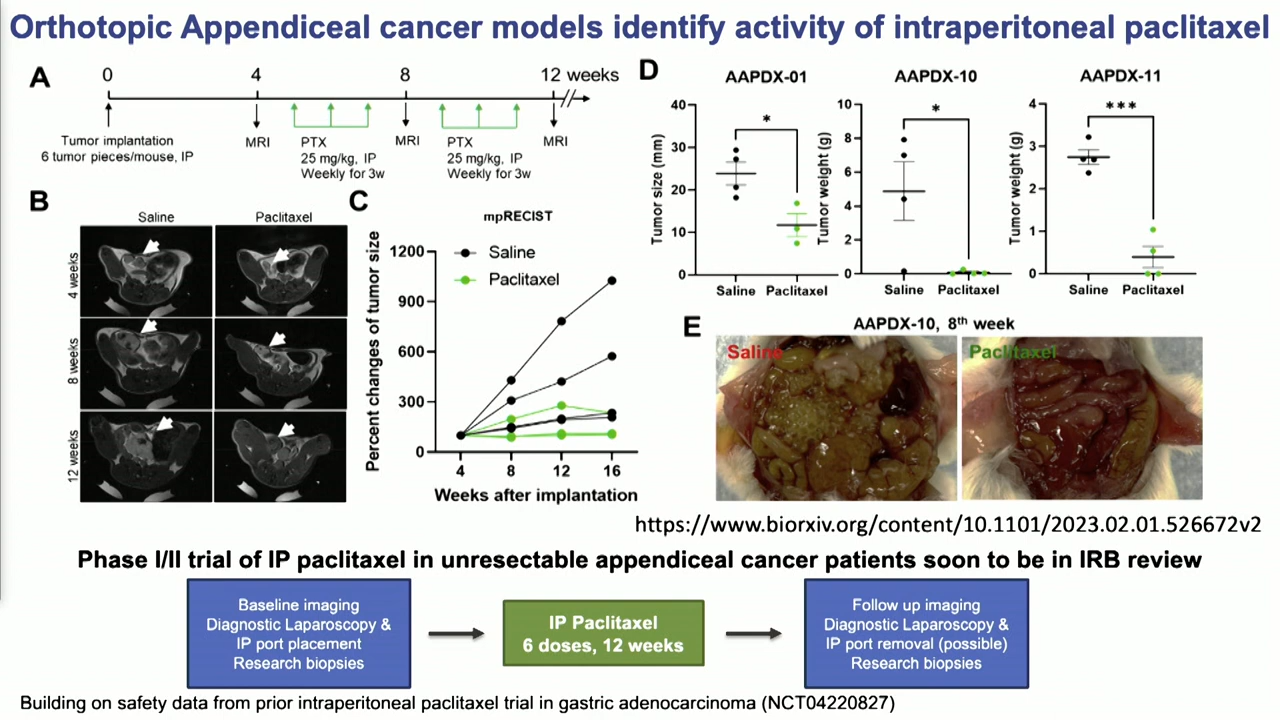 Orthotopic Appendiceal cancer models identify activity of intraperitoneal paclitaxel
A
0
4
8
12 weeks
Tumor implantation
6 tumor pieces/mouse, IP
MRI
PTX
25 mg/kg, IP
Weekly for 3w
MRI
PTX
25 mg/kg, IP
Weekly for 3w
MRI
B
Saline
Paclitaxel
4 weeks
8 weeks
12 weeks
C
mpRECIST
Saline
Paclitaxel
Percent changes of tumor size
1200
900
600
300
0
4 8 12 16
Weeks after implantation
D
AAPDX-01
Tumor size (mm)
40
30
20
10
0
*
Saline Paclitaxel
AAPDX-10
Tumor weight (g)
10
8
6
4
2
0
*
Saline Paclitaxel
AAPDX-11
Tumor weight (g)
4
3
2
1
0
***
Saline Paclitaxel
E
AAPDX-10, 8th week
Saline
Paclitaxel
https://www.biorxiv.org/content/10.1101/2023.02.01.526672v2
Phase I/II trial of IP paclitaxel in unresectable appendiceal cancer patients soon to be in IRB review
Baseline imaging
Diagnostic Laparoscopy &
IP port placement
Research biopsies
IP Paclitaxel
6 doses, 12 weeks
Follow up imaging
Diagnostic Laparoscopy &
IP port removal (possible)
Research biopsies
Building on safety data from prior intraperitoneal paclitaxel trial in gastric adenocarcinoma (NCT04220827)